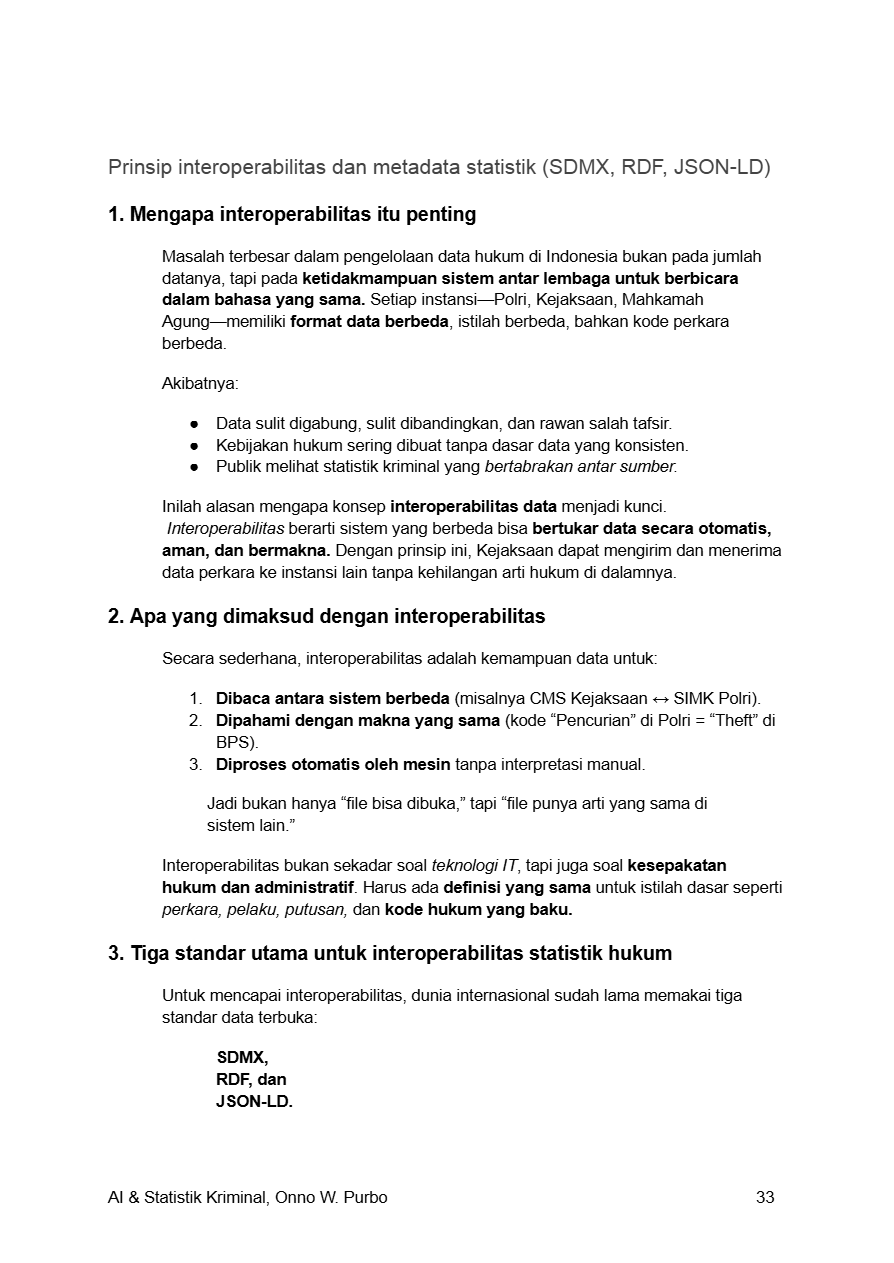 Prinsip interoperabilitas dan metadata statistik (SDMX, RDF, JSON-LD)
1. Mengapa interoperabilitas itu penting
Masalah terbesar dalam pengelolaan data hukum di Indonesia bukan pada jumlah
datanya, tapi pada ketidakmampuan sistem antar lembaga untuk berbicara
dalam bahasa yang sama. Setiap instansi—Polri, Kejaksaan, Mahkamah
Agung—memiliki format data berbeda, istilah berbeda, bahkan kode perkara
berbeda.
Akibatnya:
● Data sulit digabung, sulit dibandingkan, dan rawan salah tafsir.
● Kebijakan hukum sering dibuat tanpa dasar data yang konsisten.
● Publik melihat statistik kriminal yang bertabrakan antar sumber.
Inilah alasan mengapa konsep interoperabilitas data menjadi kunci.
Interoperabilitas berarti sistem yang berbeda bisa bertukar data secara otomatis,
aman, dan bermakna. Dengan prinsip ini, Kejaksaan dapat mengirim dan menerima
data perkara ke instansi lain tanpa kehilangan arti hukum di dalamnya.
2. Apa yang dimaksud dengan interoperabilitas
Secara sederhana, interoperabilitas adalah kemampuan data untuk:
1. Dibaca antara sistem berbeda (misalnya CMS Kejaksaan ↔ SIMK Polri).
2. Dipahami dengan makna yang sama (kode “Pencurian” di Polri = “Theft” di
BPS).
3. Diproses otomatis oleh mesin tanpa interpretasi manual.
Jadi bukan hanya “file bisa dibuka,” tapi “file punya arti yang sama di
sistem lain.”
Interoperabilitas bukan sekadar soal teknologi IT, tapi juga soal kesepakatan
hukum dan administratif. Harus ada definisi yang sama untuk istilah dasar seperti
perkara, pelaku, putusan, dan kode hukum yang baku.
3. Tiga standar utama untuk interoperabilitas statistik hukum
Untuk mencapai interoperabilitas, dunia internasional sudah lama memakai tiga
standar data terbuka:
SDMX,
RDF, dan
JSON-LD.
AI & Statistik Kriminal, Onno W. Purbo 33